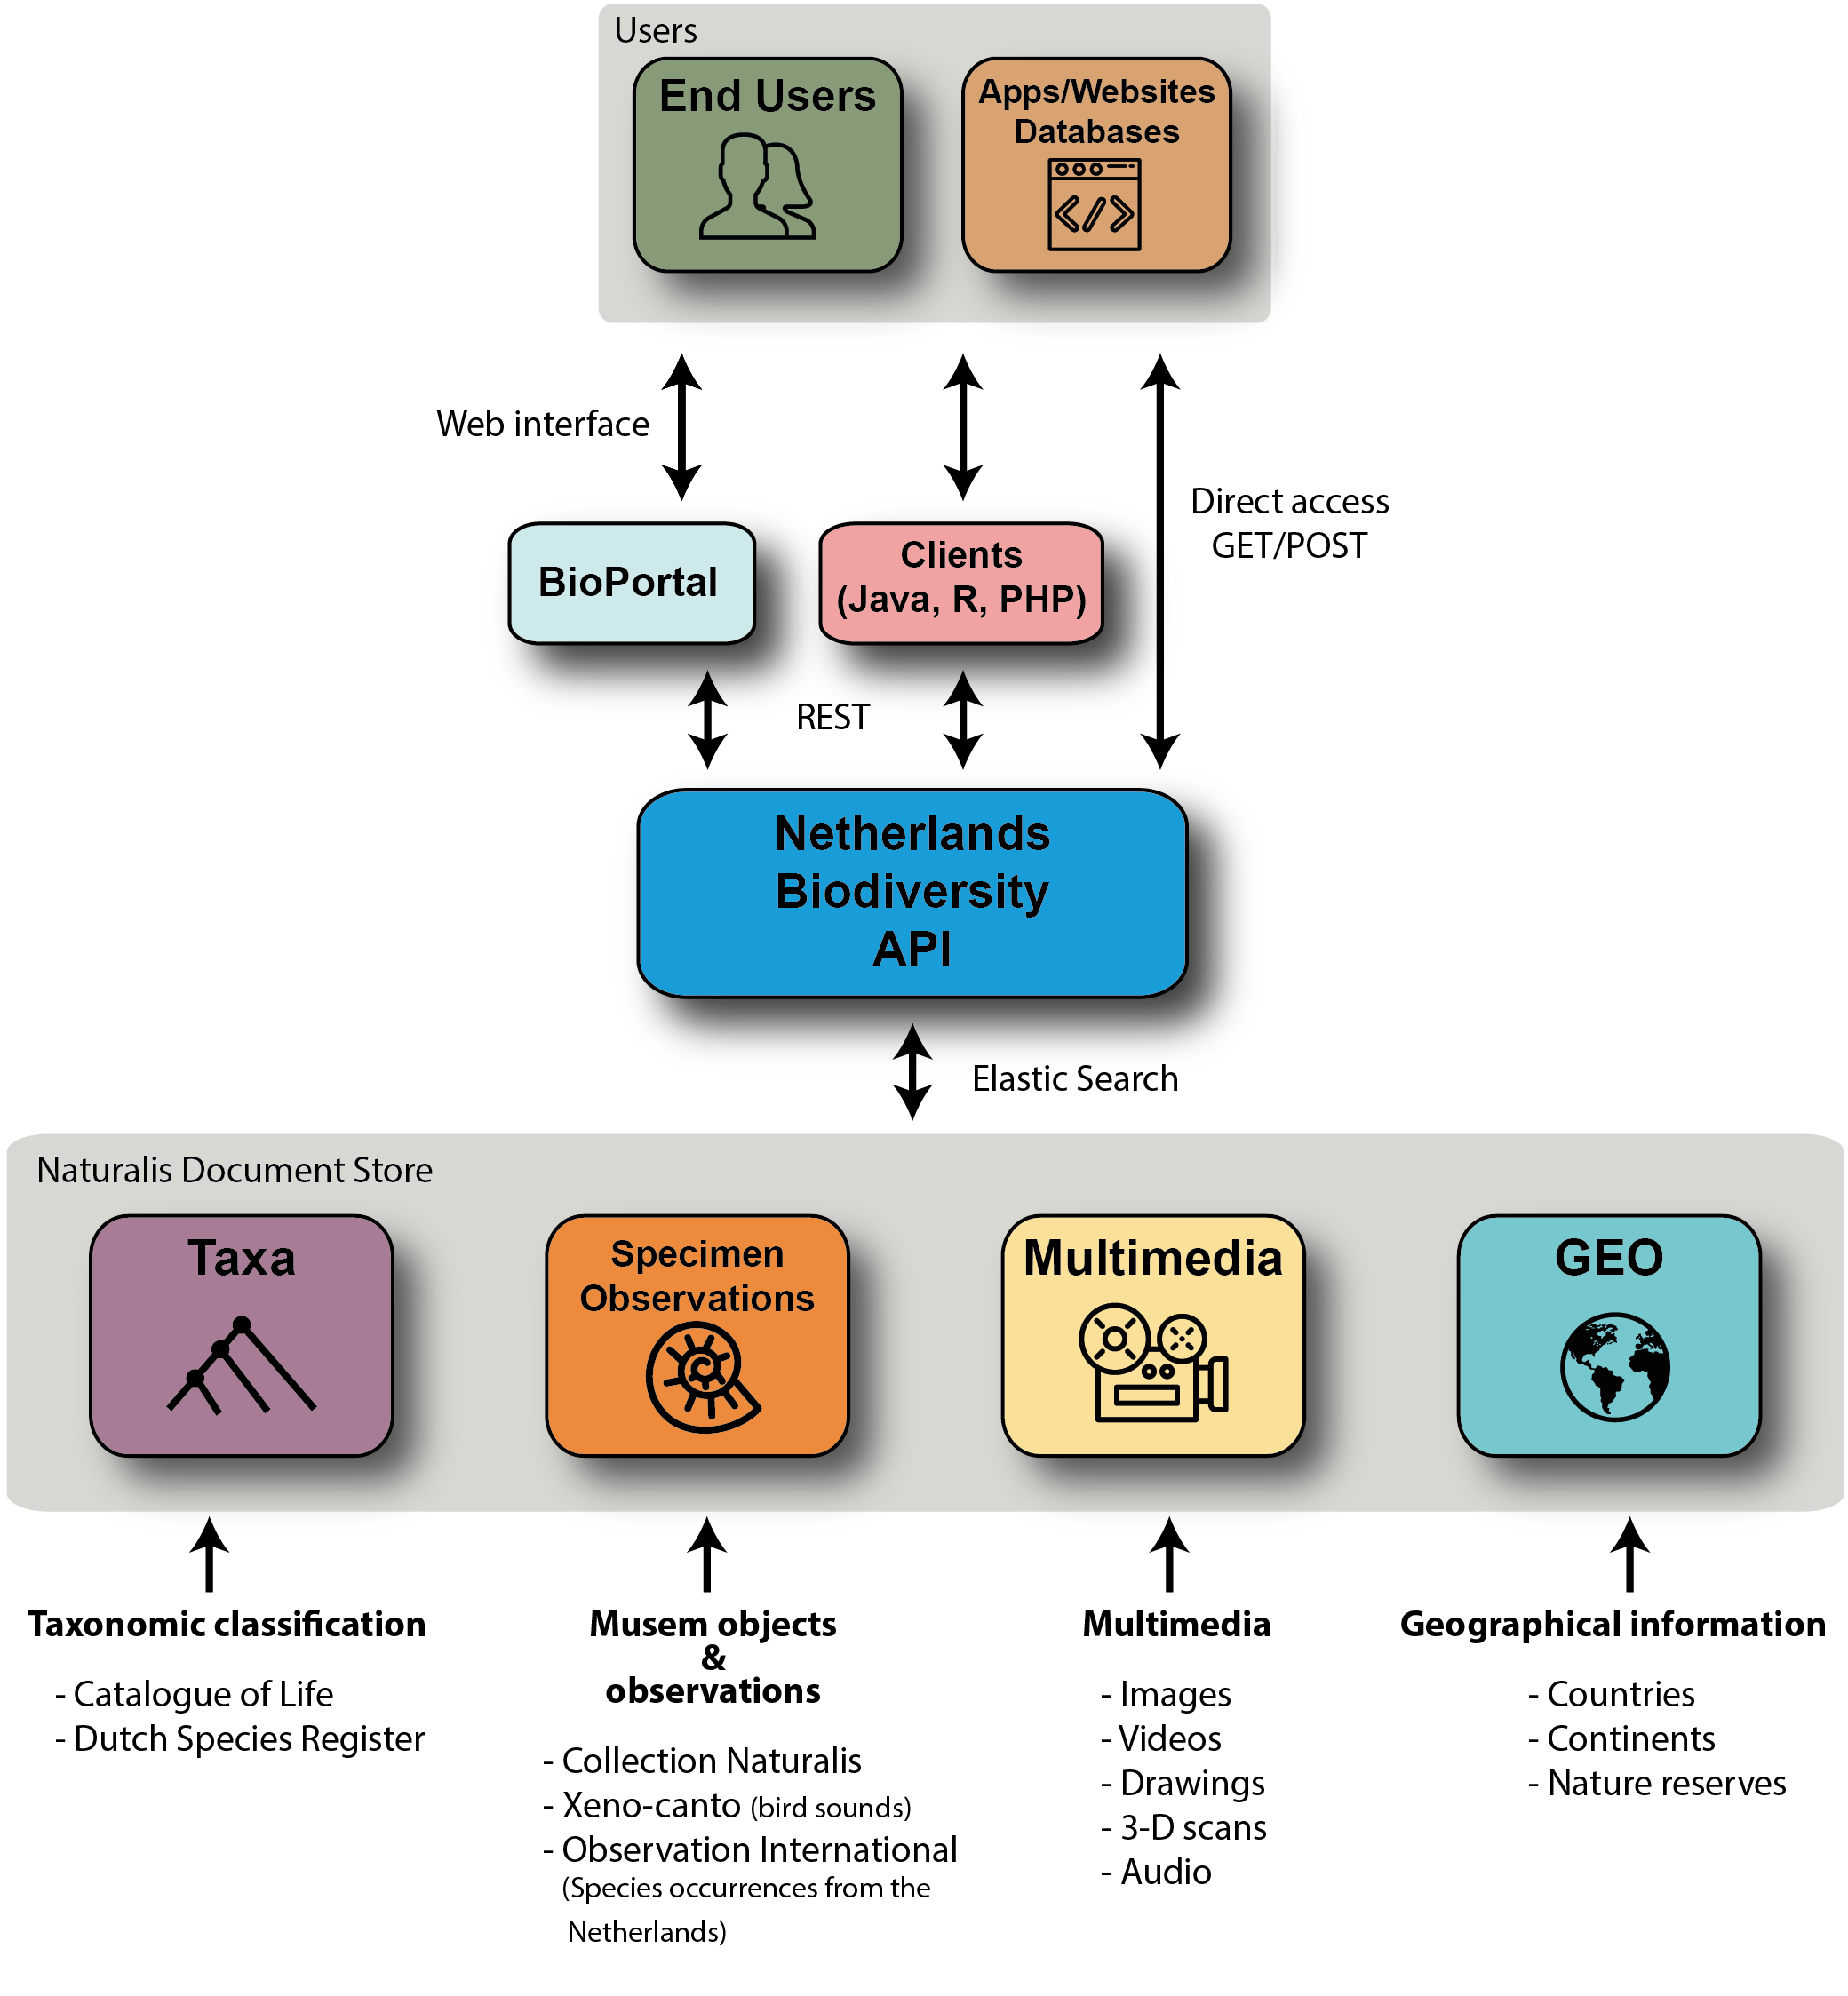 Users
End Users
Apps/Websites
Databases
Web interface
Direct access
GET/POST
BioPortal
Clients
(Java, R, PHP)
REST
Netherlands
Biodiversity
API
Elastic Search
Naturalis Document Store
Taxa
Specimen
Observations
Multimedia
GEO
Taxonomic classification
- Catalogue of Life
- Dutch Species Register
Musem objects
&
observations
- Collection Naturalis
- Xeno-canto (bird sounds)
- Observation International
(Species occurrences from the
Netherlands)
Multimedia
- Images
- Videos
- Drawings
- 3-D scans
- Audio
Geographical information
- Countries
- Continents
- Nature reserves